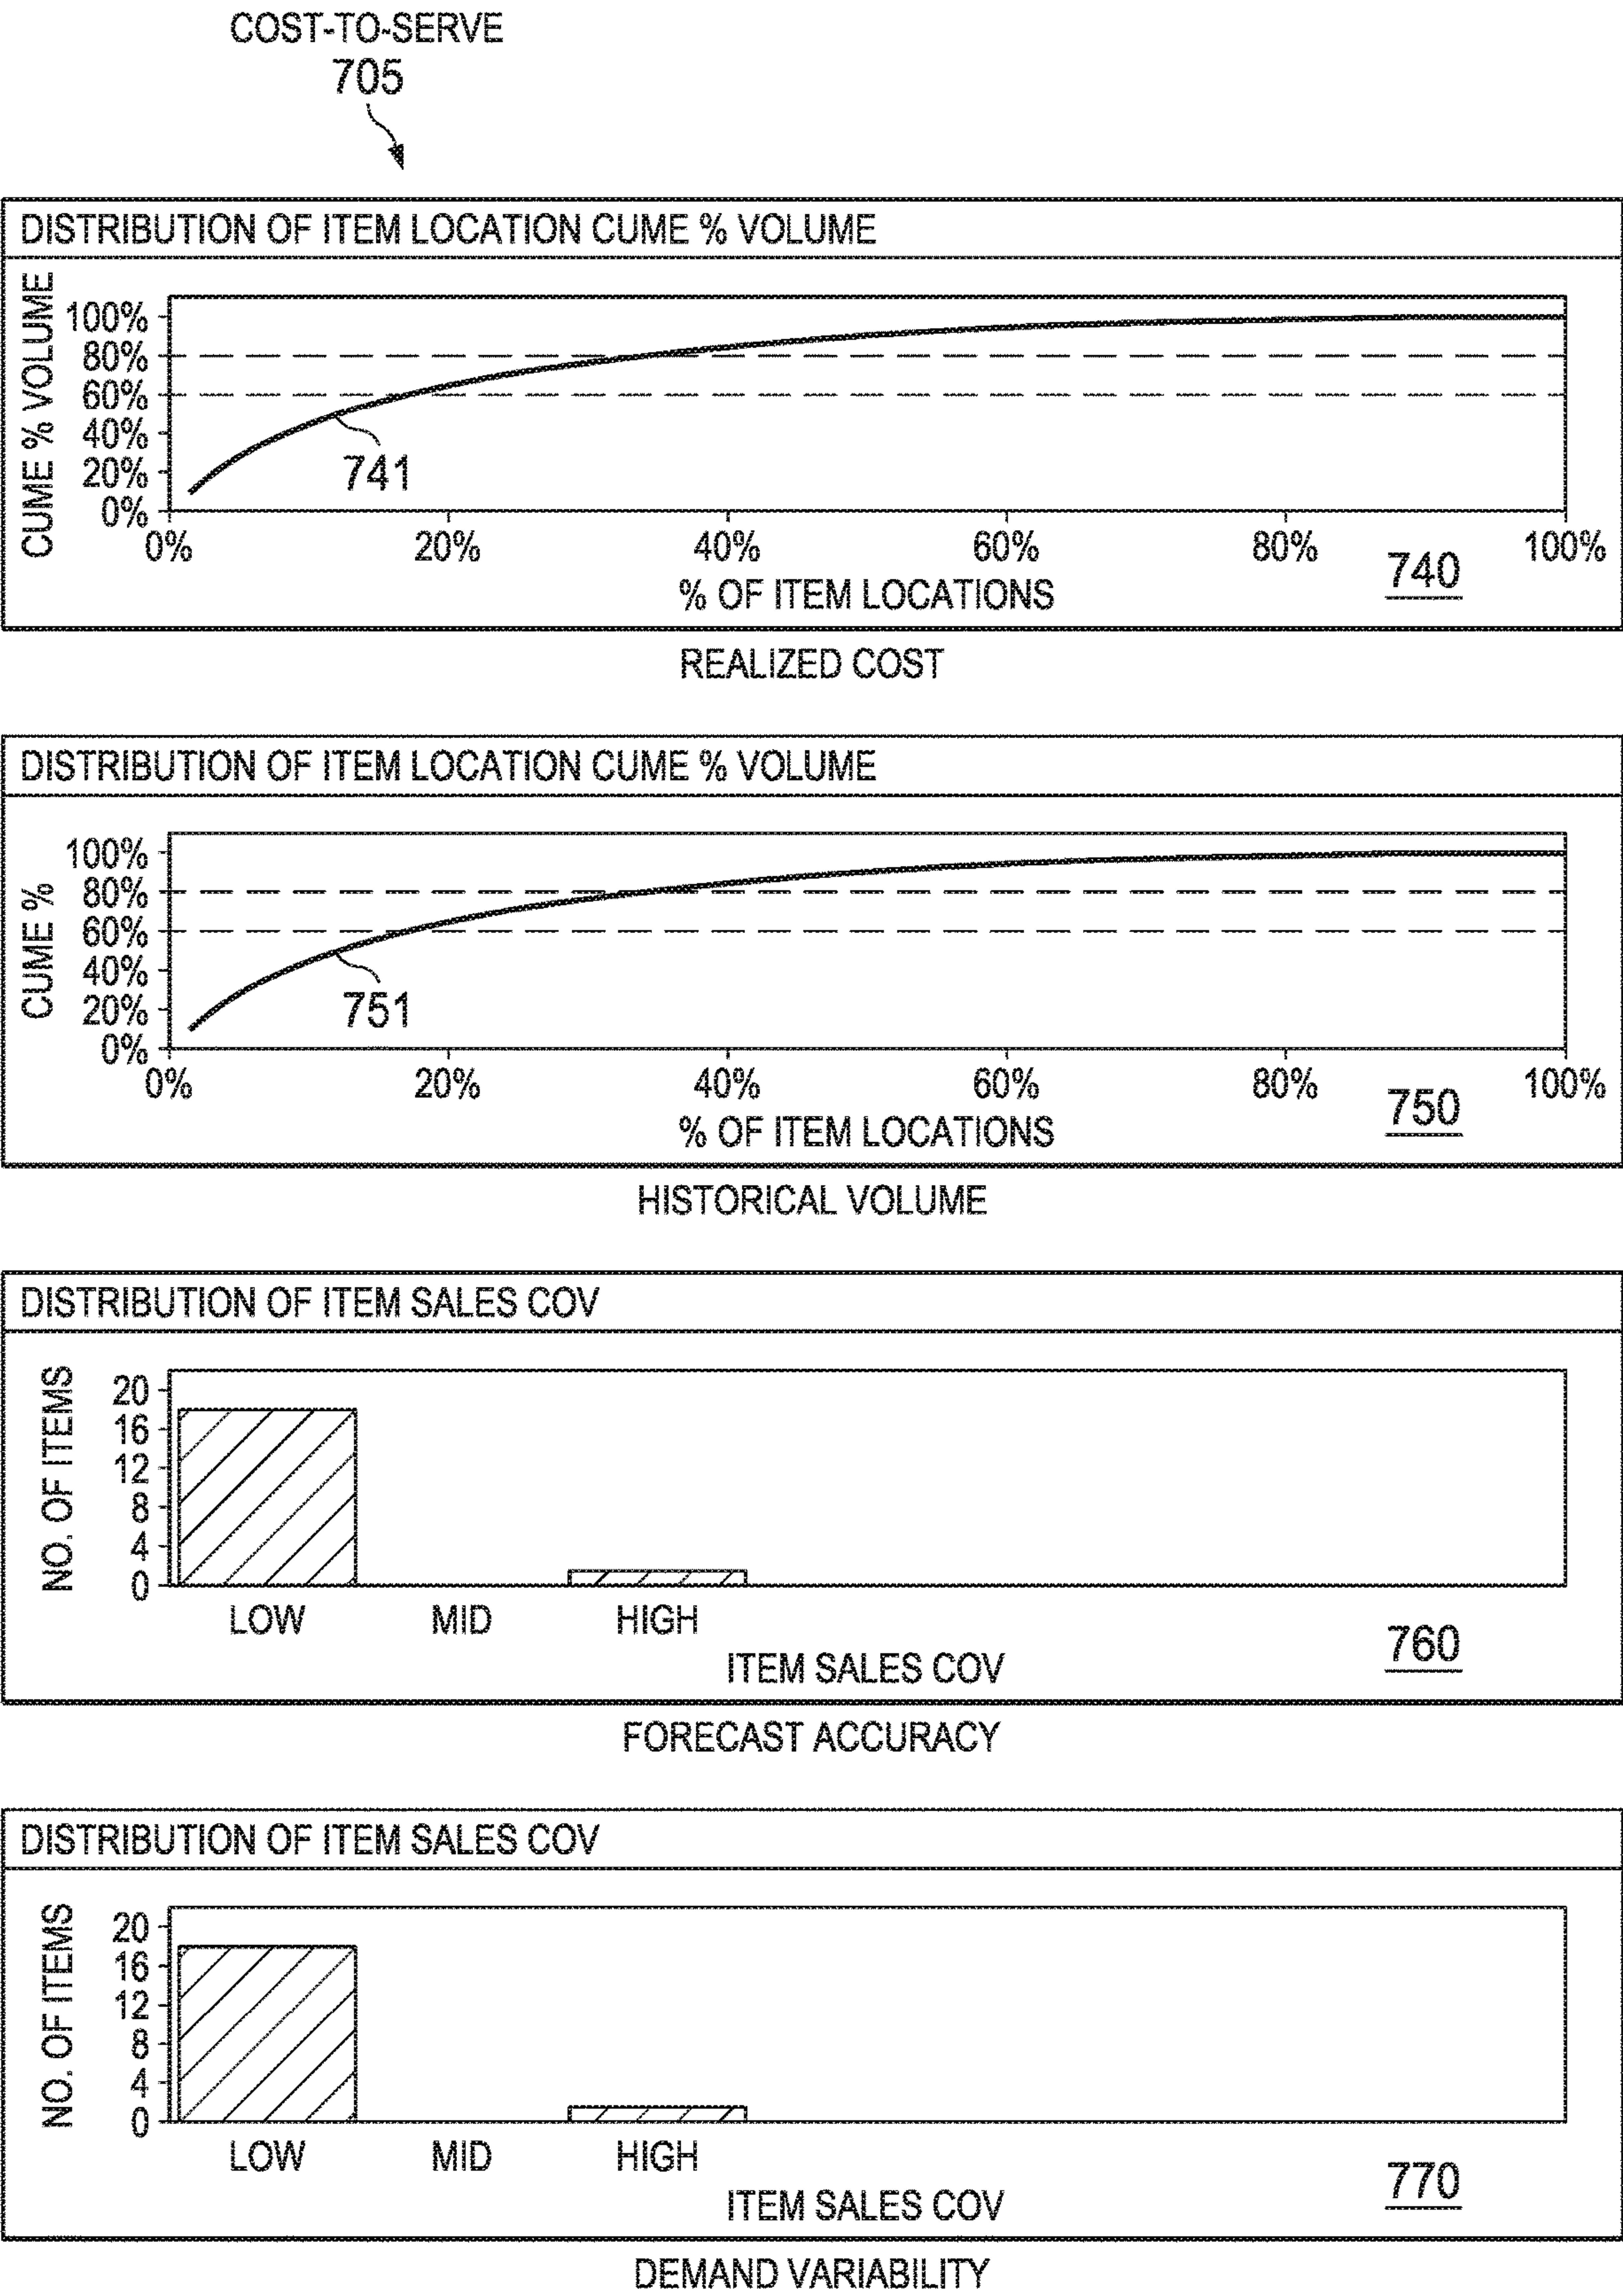 COST-TO-SERVE
705
DISTRIBUTION OF ITEM LOCATION CUME % VOLUME
CUME % VOLUME
100%
80%
60%
40%
20%
0%
741
0% 20% 40% 60% 80% 100%
% OF ITEM LOCATIONS
740
REALIZED COST
DISTRIBUTION OF ITEM LOCATION CUME % VOLUME
CUME %
100%
80%
60%
40%
20%
0%
751
0% 20% 40% 60% 80% 100%
% OF ITEM LOCATIONS
750
HISTORICAL VOLUME
DISTRIBUTION OF ITEM SALES COV
NO. OF ITEMS
20
16
12
8
4
0
LOW MID HIGH
ITEM SALES COV
760
FORECAST ACCURACY
DISTRIBUTION OF ITEM SALES COV
NO. OF ITEMS
20
16
12
8
4
0
LOW MID HIGH
ITEM SALES COV
770
DEMAND VARIABILITY